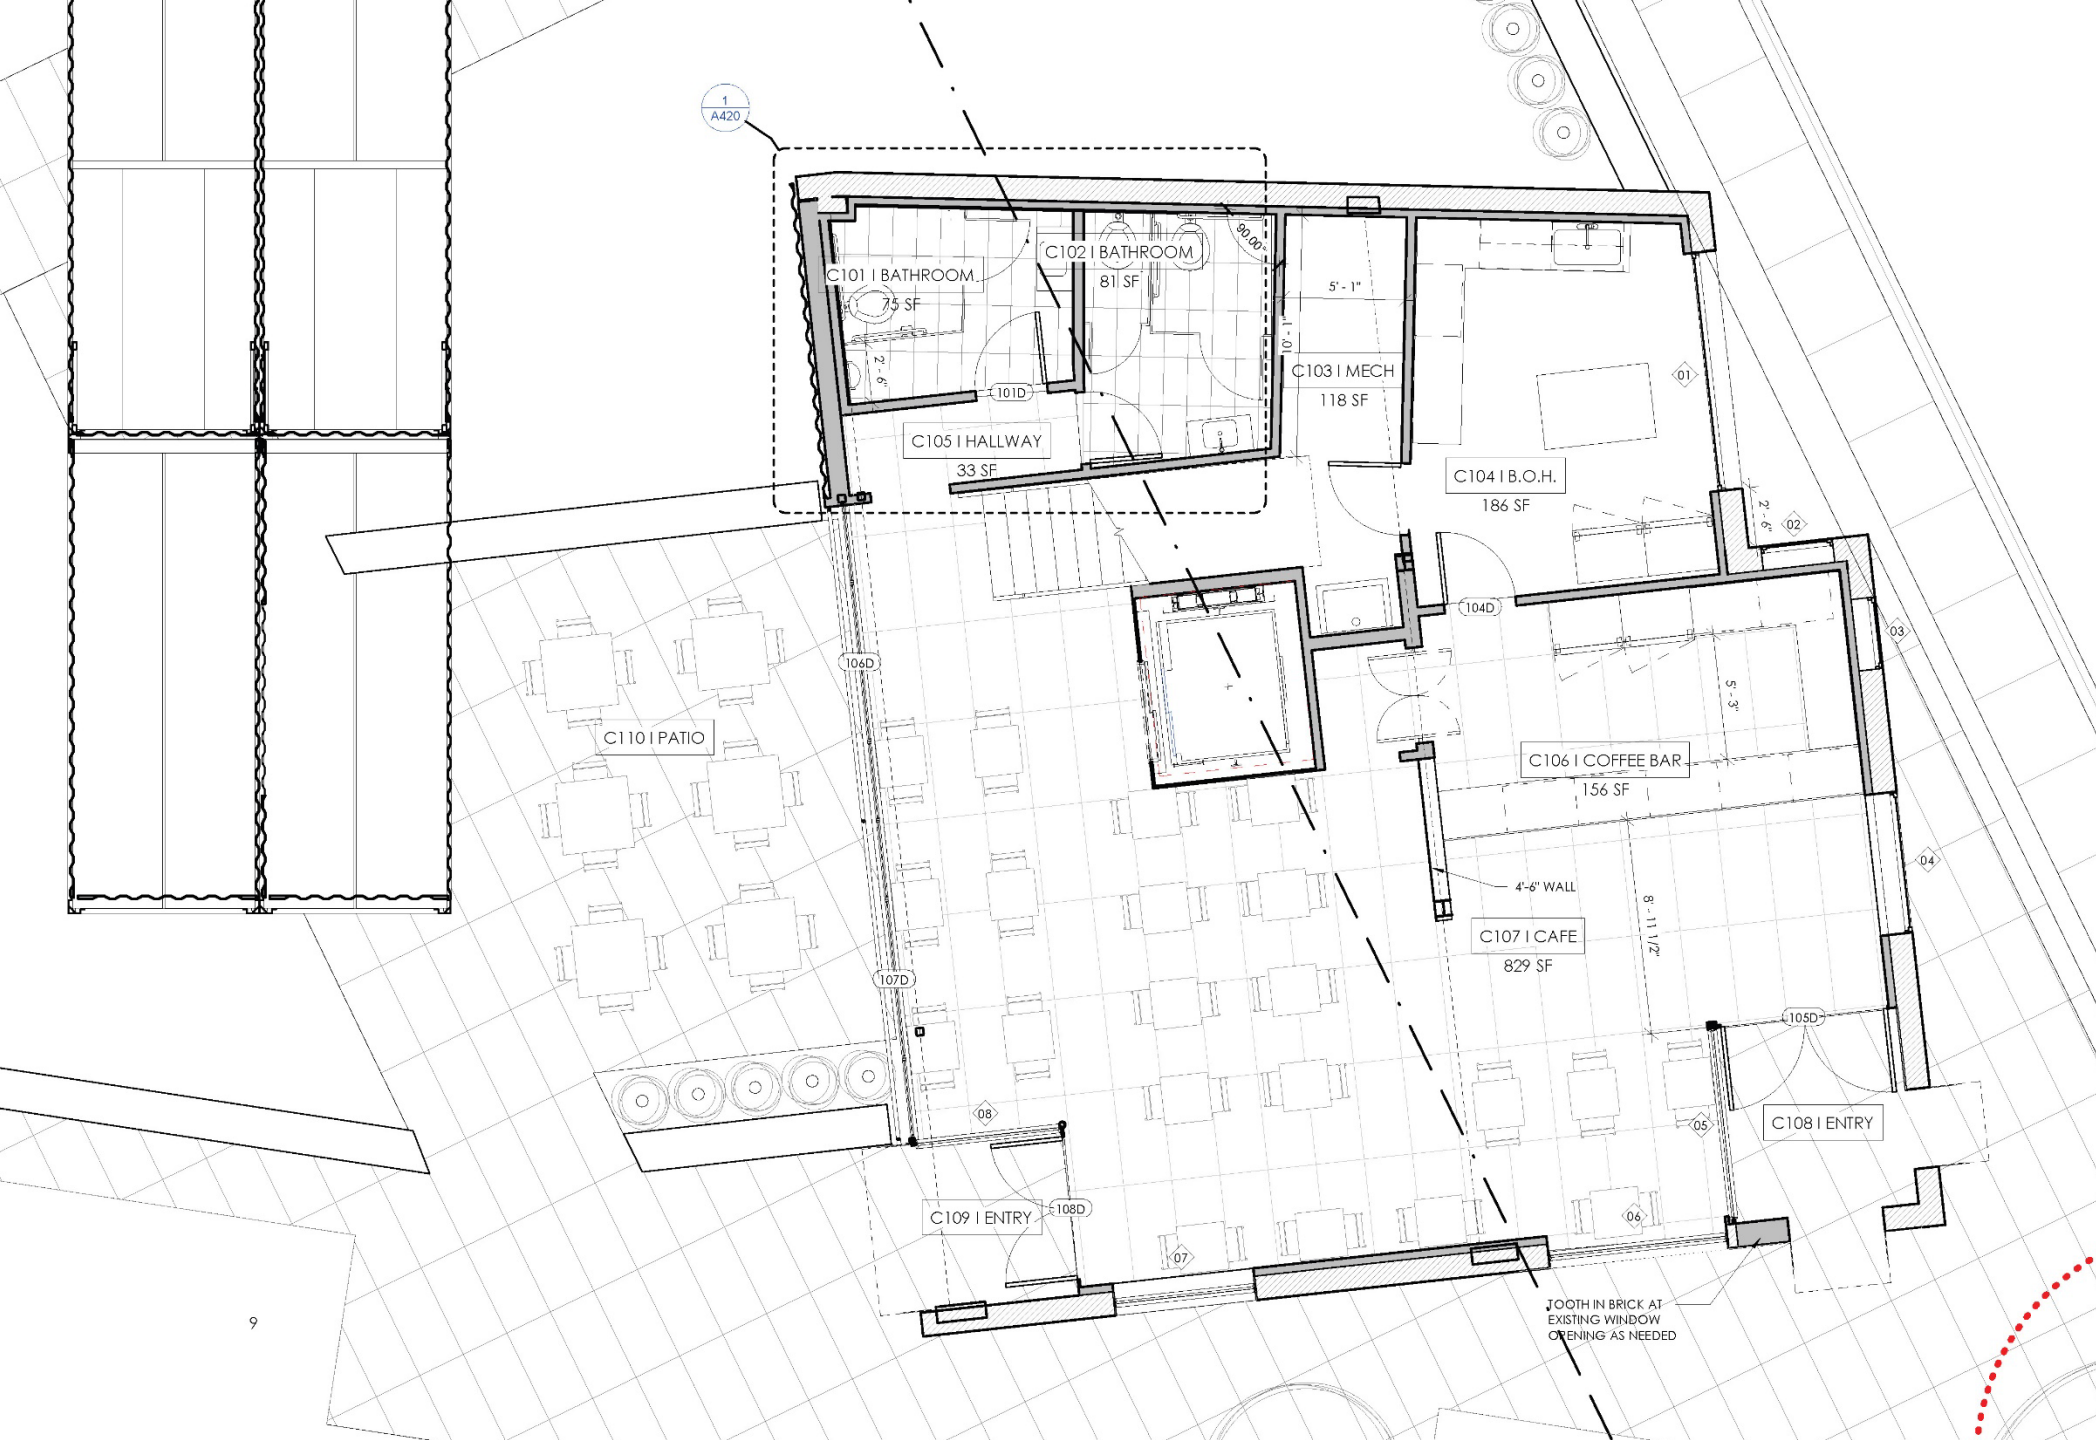 1
A420
C101 | BATHROOM
75 SF
C102 | BATHROOM
81 SF
90.00°
5' - 1"
10' - 1"
C103 | MECH
118 SF
01
2' - 6"
101D
C105 | HALLWAY
33 SF
C104 | B.O.H.
186 SF
2' - 6"
02
104D
03
106D
5' - 3"
C110 | PATIO
C106 | COFFEE BAR
156 SF
04
4'-6" WALL
8' - 11 1/2"
C107 | CAFE
829 SF
107D
105D
08
05
C108 | ENTRY
C109 | ENTRY
108D
06
07
TOOTH IN BRICK AT
EXISTING WINDOW
OPENING AS NEEDED
9